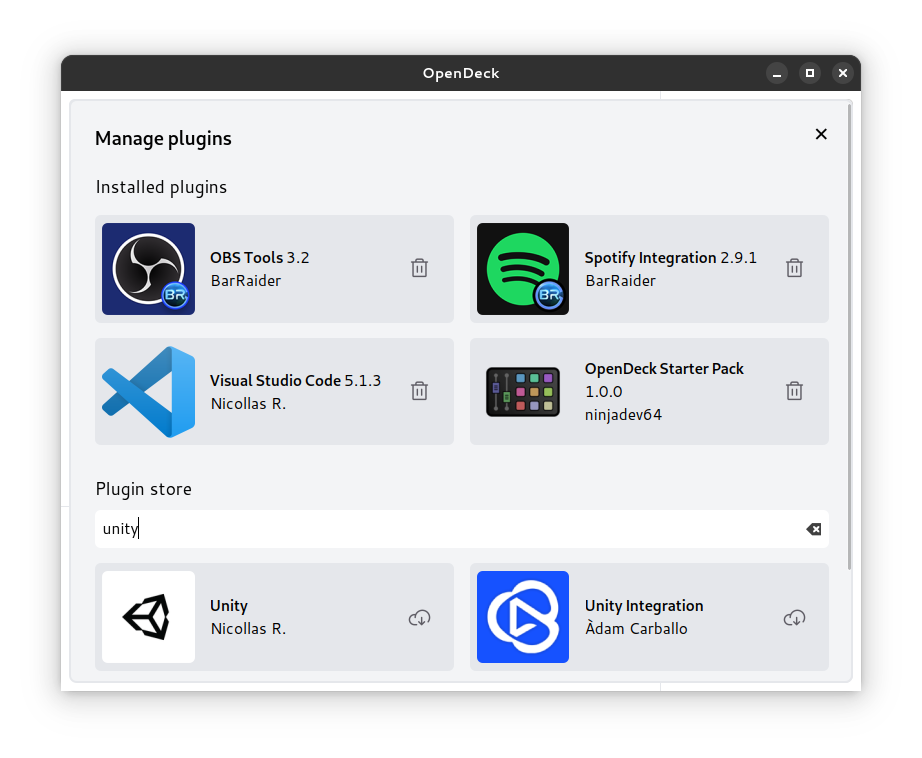 OpenDeck
Manage plugins
Installed plugins
OBS Tools 3.2
BarRaider
BR
Spotify Integration 2.9.1
BarRaider
BR
Visual Studio Code 5.1.3
Nicollas R.
OpenDeck Starter Pack
1.0.0
ninjadev64
Plugin store
unity
Unity
Nicollas R.
Unity Integration
Àdam Carballo